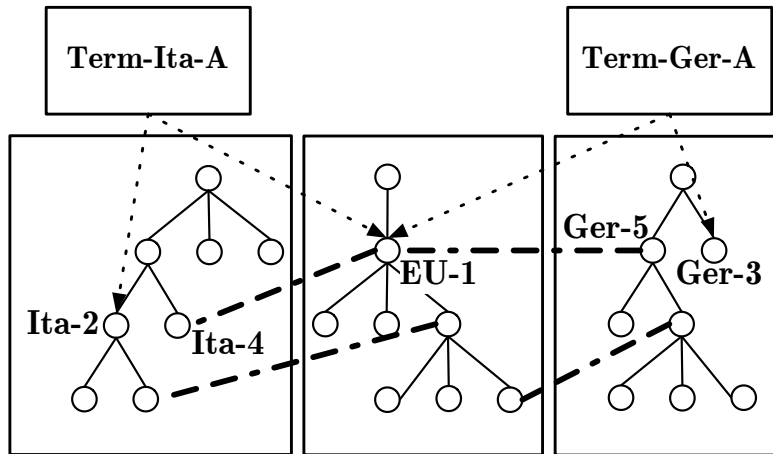 Term-Ita-A
Term-Ger-A
Ger-5
EU-1
Ger-3
Ita-2
Ita-4